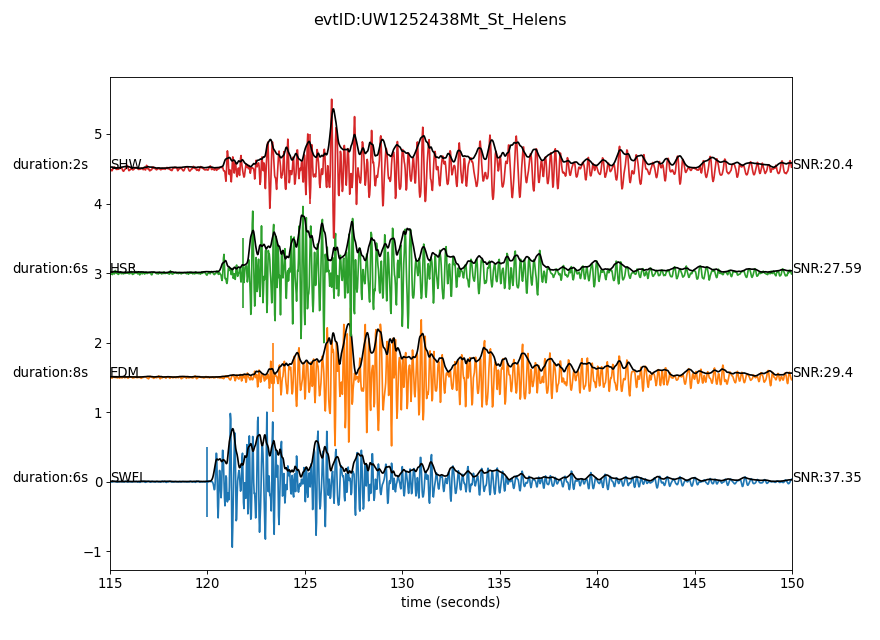 evtID:UW1252438Mt_St_Helens
5
duration:2s SHW SNR:20.4
4
duration:6s HSR SNR:27.59
3
2
duration:8s EDM SNR:29.4
1
duration:6s SWFL SNR:37.35
0
−1
115 120 125 130 135 140 145 150
time (seconds)